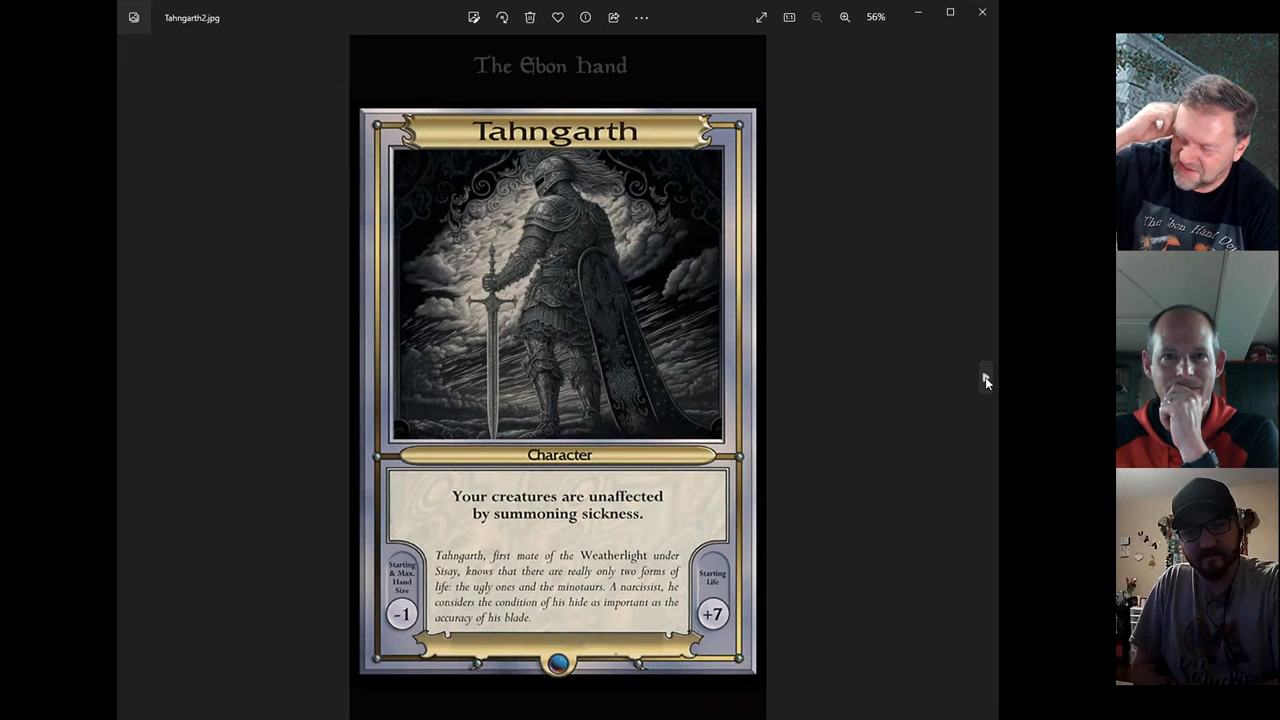 Tahngarth2.jpg
56%
The Ebon Hand
Tahngarth
Character
Your creatures are unaffected
by summoning sickness.
Tahngarth, first mate of the Weatherlight under
Sisay, knows that there are really only two forms of
life: the ugly ones and the minotaurs. A narcissist, he
considers the condition of his hide as important as the
accuracy of his blade.
Starting
& Max.
Hand
Size
-1
Starting
Life
+7
The Ebon Hand